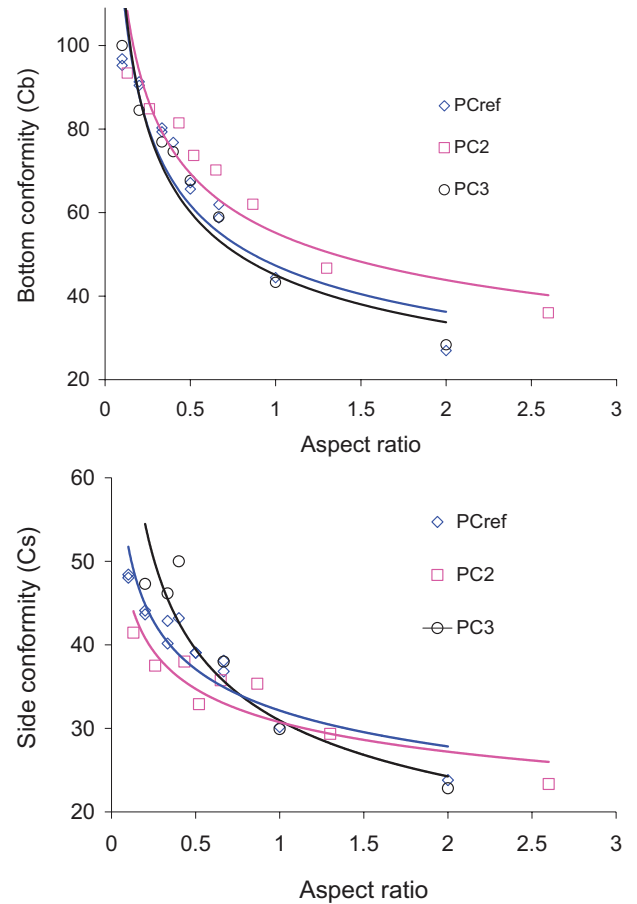 Bottom conformity (Cb)
100
80
60
40
20
0
0.5
1
1.5
2
2.5
3
Aspect ratio
PCref
PC2
PC3
Side conformity (Cs)
60
50
40
30
20
0
0.5
1
1.5
2
2.5
3
Aspect ratio
PCref
PC2
PC3